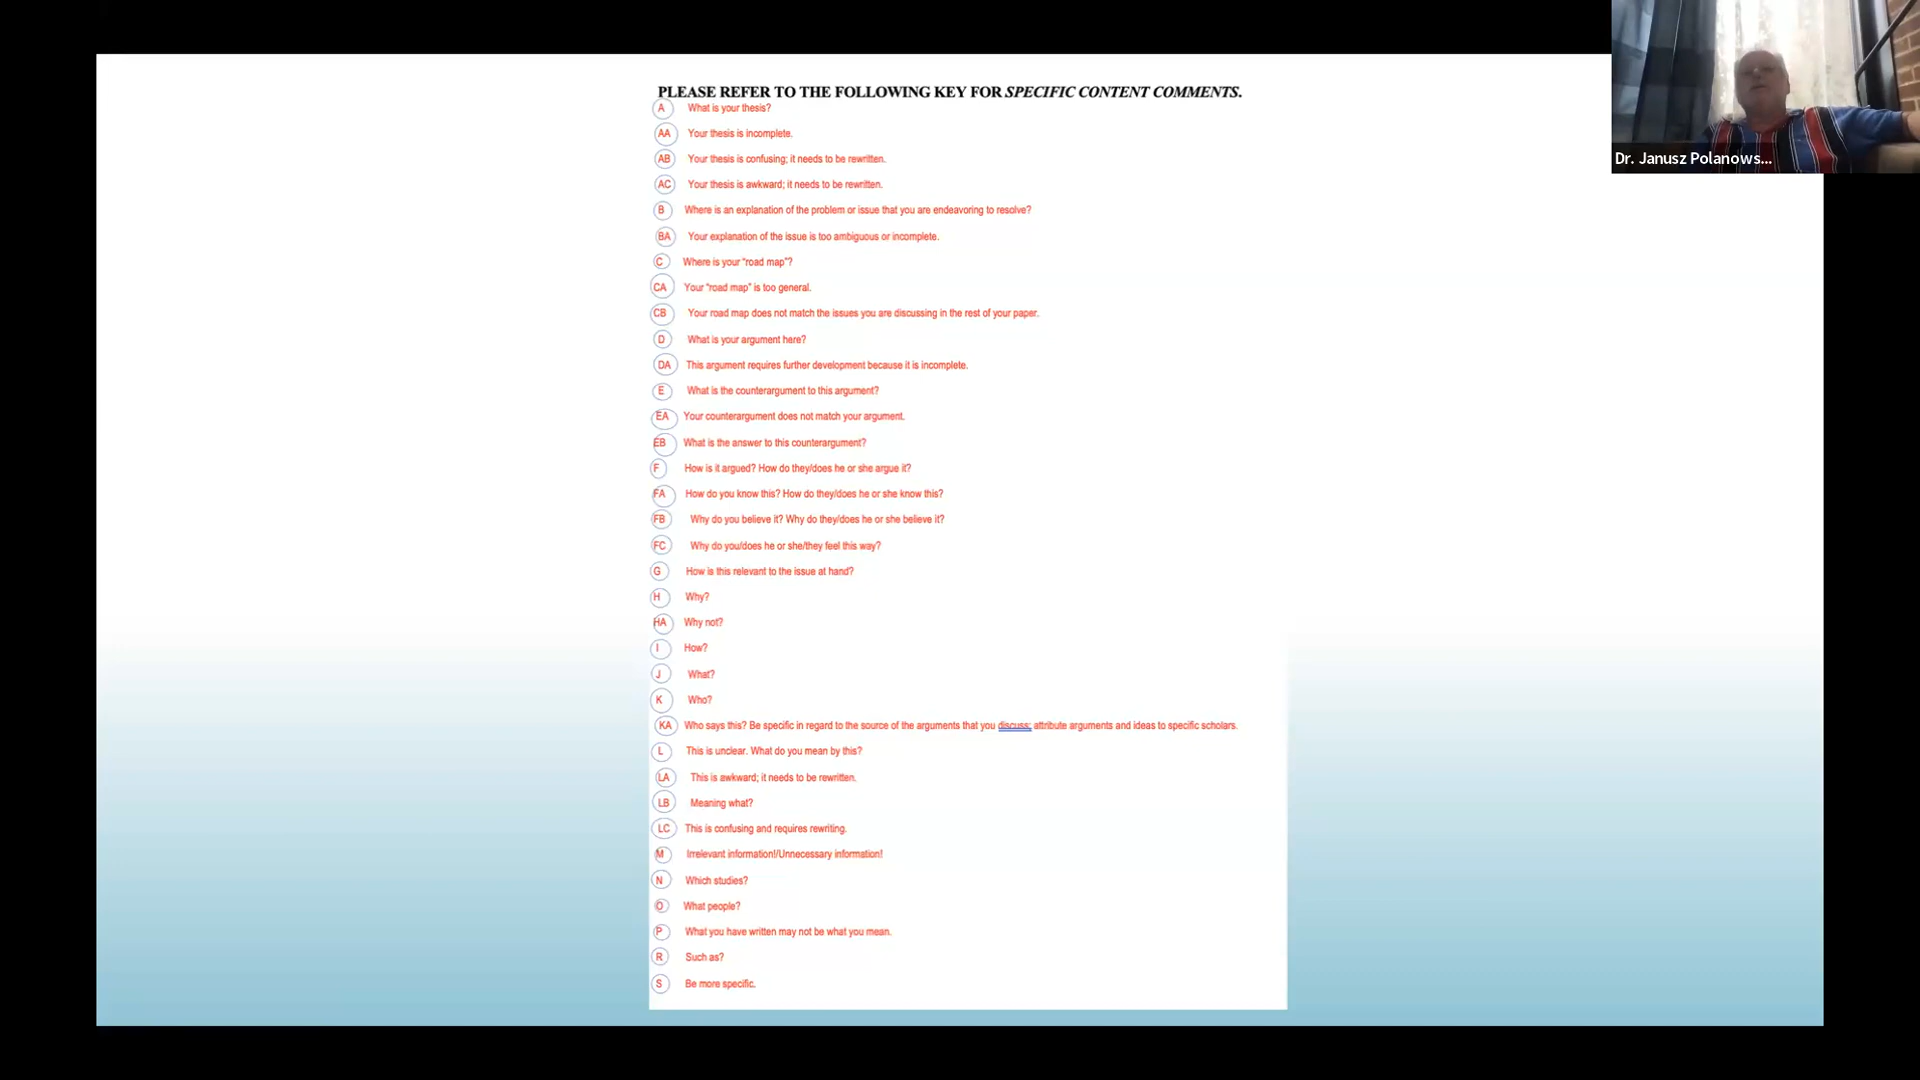 PLEASE REFER TO THE FOLLOWING KEY FOR SPECIFIC CONTENT COMMENTS.
A What is your thesis?
AA Your thesis is incomplete.
AB Your thesis is confusing; it needs to be rewritten.
AC Your thesis is awkward; it needs to be rewritten.
B Where is an explanation of the problem or issue that you are endeavoring to resolve?
BA Your explanation of the issue is too ambiguous or incomplete.
C Where is your “road map”?
CA Your “road map” is too general.
CB Your road map does not match the issues you are discussing in the rest of your paper.
D What is your argument here?
DA This argument requires further development because it is incomplete.
E What is the counterargument to this argument?
EA Your counterargument does not match your argument.
EB What is the answer to this counterargument?
F How is it argued? How do they/does he or she argue it?
FA How do you know this? How do they/does he or she know this?
FB Why do you believe it? Why do they/does he or she believe it?
FC Why do you/does he or she/they feel this way?
G How is this relevant to the issue at hand?
H Why?
HA Why not?
I How?
J What?
K Who?
KA Who says this? Be specific in regard to the source of the arguments that you discuss; attribute arguments and ideas to specific scholars.
L This is unclear. What do you mean by this?
LA This is awkward; it needs to be rewritten.
LB Meaning what?
LC This is confusing and requires rewriting.
M Irrelevant information!/Unnecessary information!
N Which studies?
O What people?
P What you have written may not be what you mean.
R Such as?
S Be more specific.
Dr. Janusz Polanows...